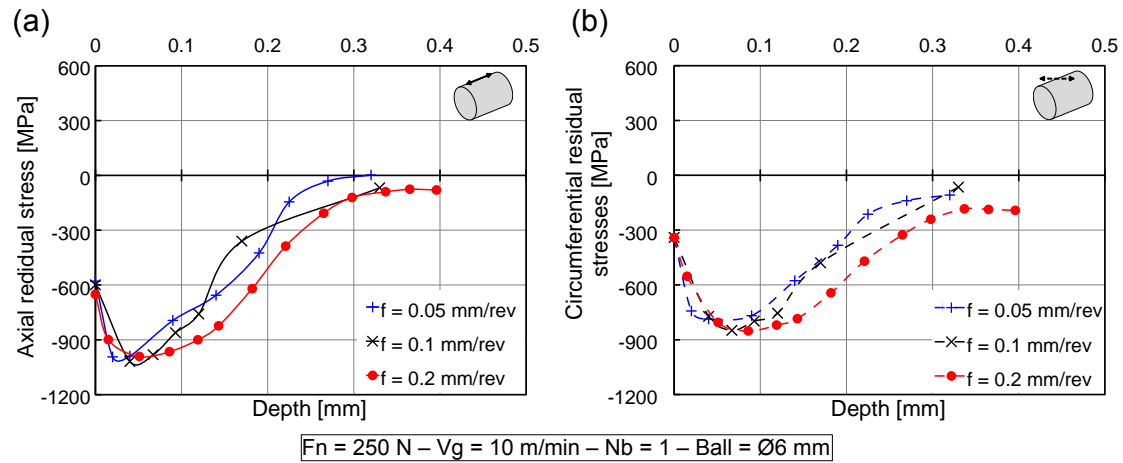 (a)
0 0.1 0.2 0.3 0.4 0.5
600
300
0
-300
-600
-900
-1200
Axial redidual stress [MPa]
f = 0.05 mm/rev
f = 0.1 mm/rev
f = 0.2 mm/rev
Depth [mm]
(b)
0 0.1 0.2 0.3 0.4 0.5
600
300
0
-300
-600
-900
-1200
Circumferential residual
stresses [MPa]
f = 0.05 mm/rev
f = 0.1 mm/rev
f = 0.2 mm/rev
Depth [mm]
Fn = 250 N – Vg = 10 m/min – Nb = 1 – Ball = Ø6 mm